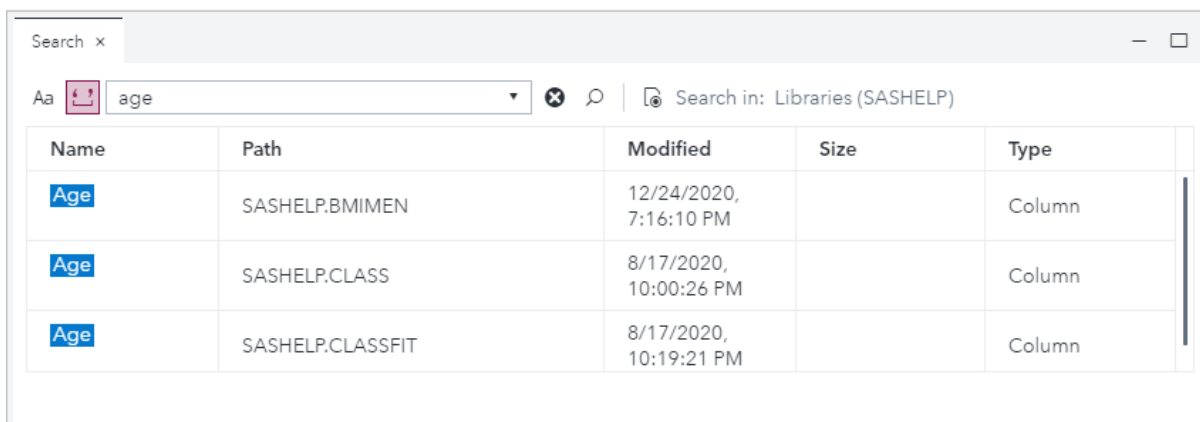 Search ×
Aa age Search in: Libraries (SASHELP)
Name Path Modified Size Type
Age SASHELP.BMIMEN 12/24/2020, Column
7:16:10 PM
Age SASHELP.CLASS 8/17/2020, Column
10:00:26 PM
Age SASHELP.CLASSFIT 8/17/2020, Column
10:19:21 PM